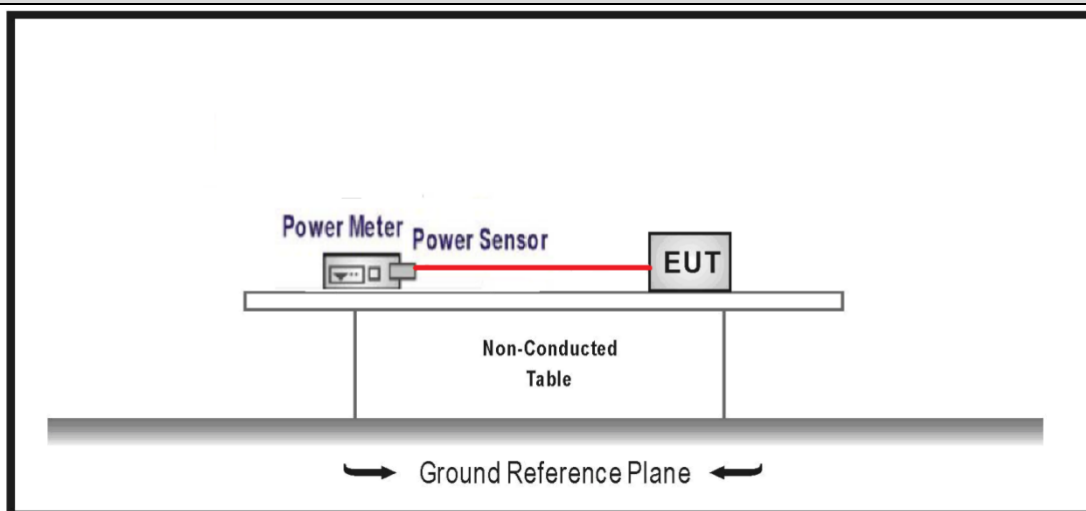 Power Meter
Power Sensor
EUT
Non-Conducted
Table
Ground Reference Plane